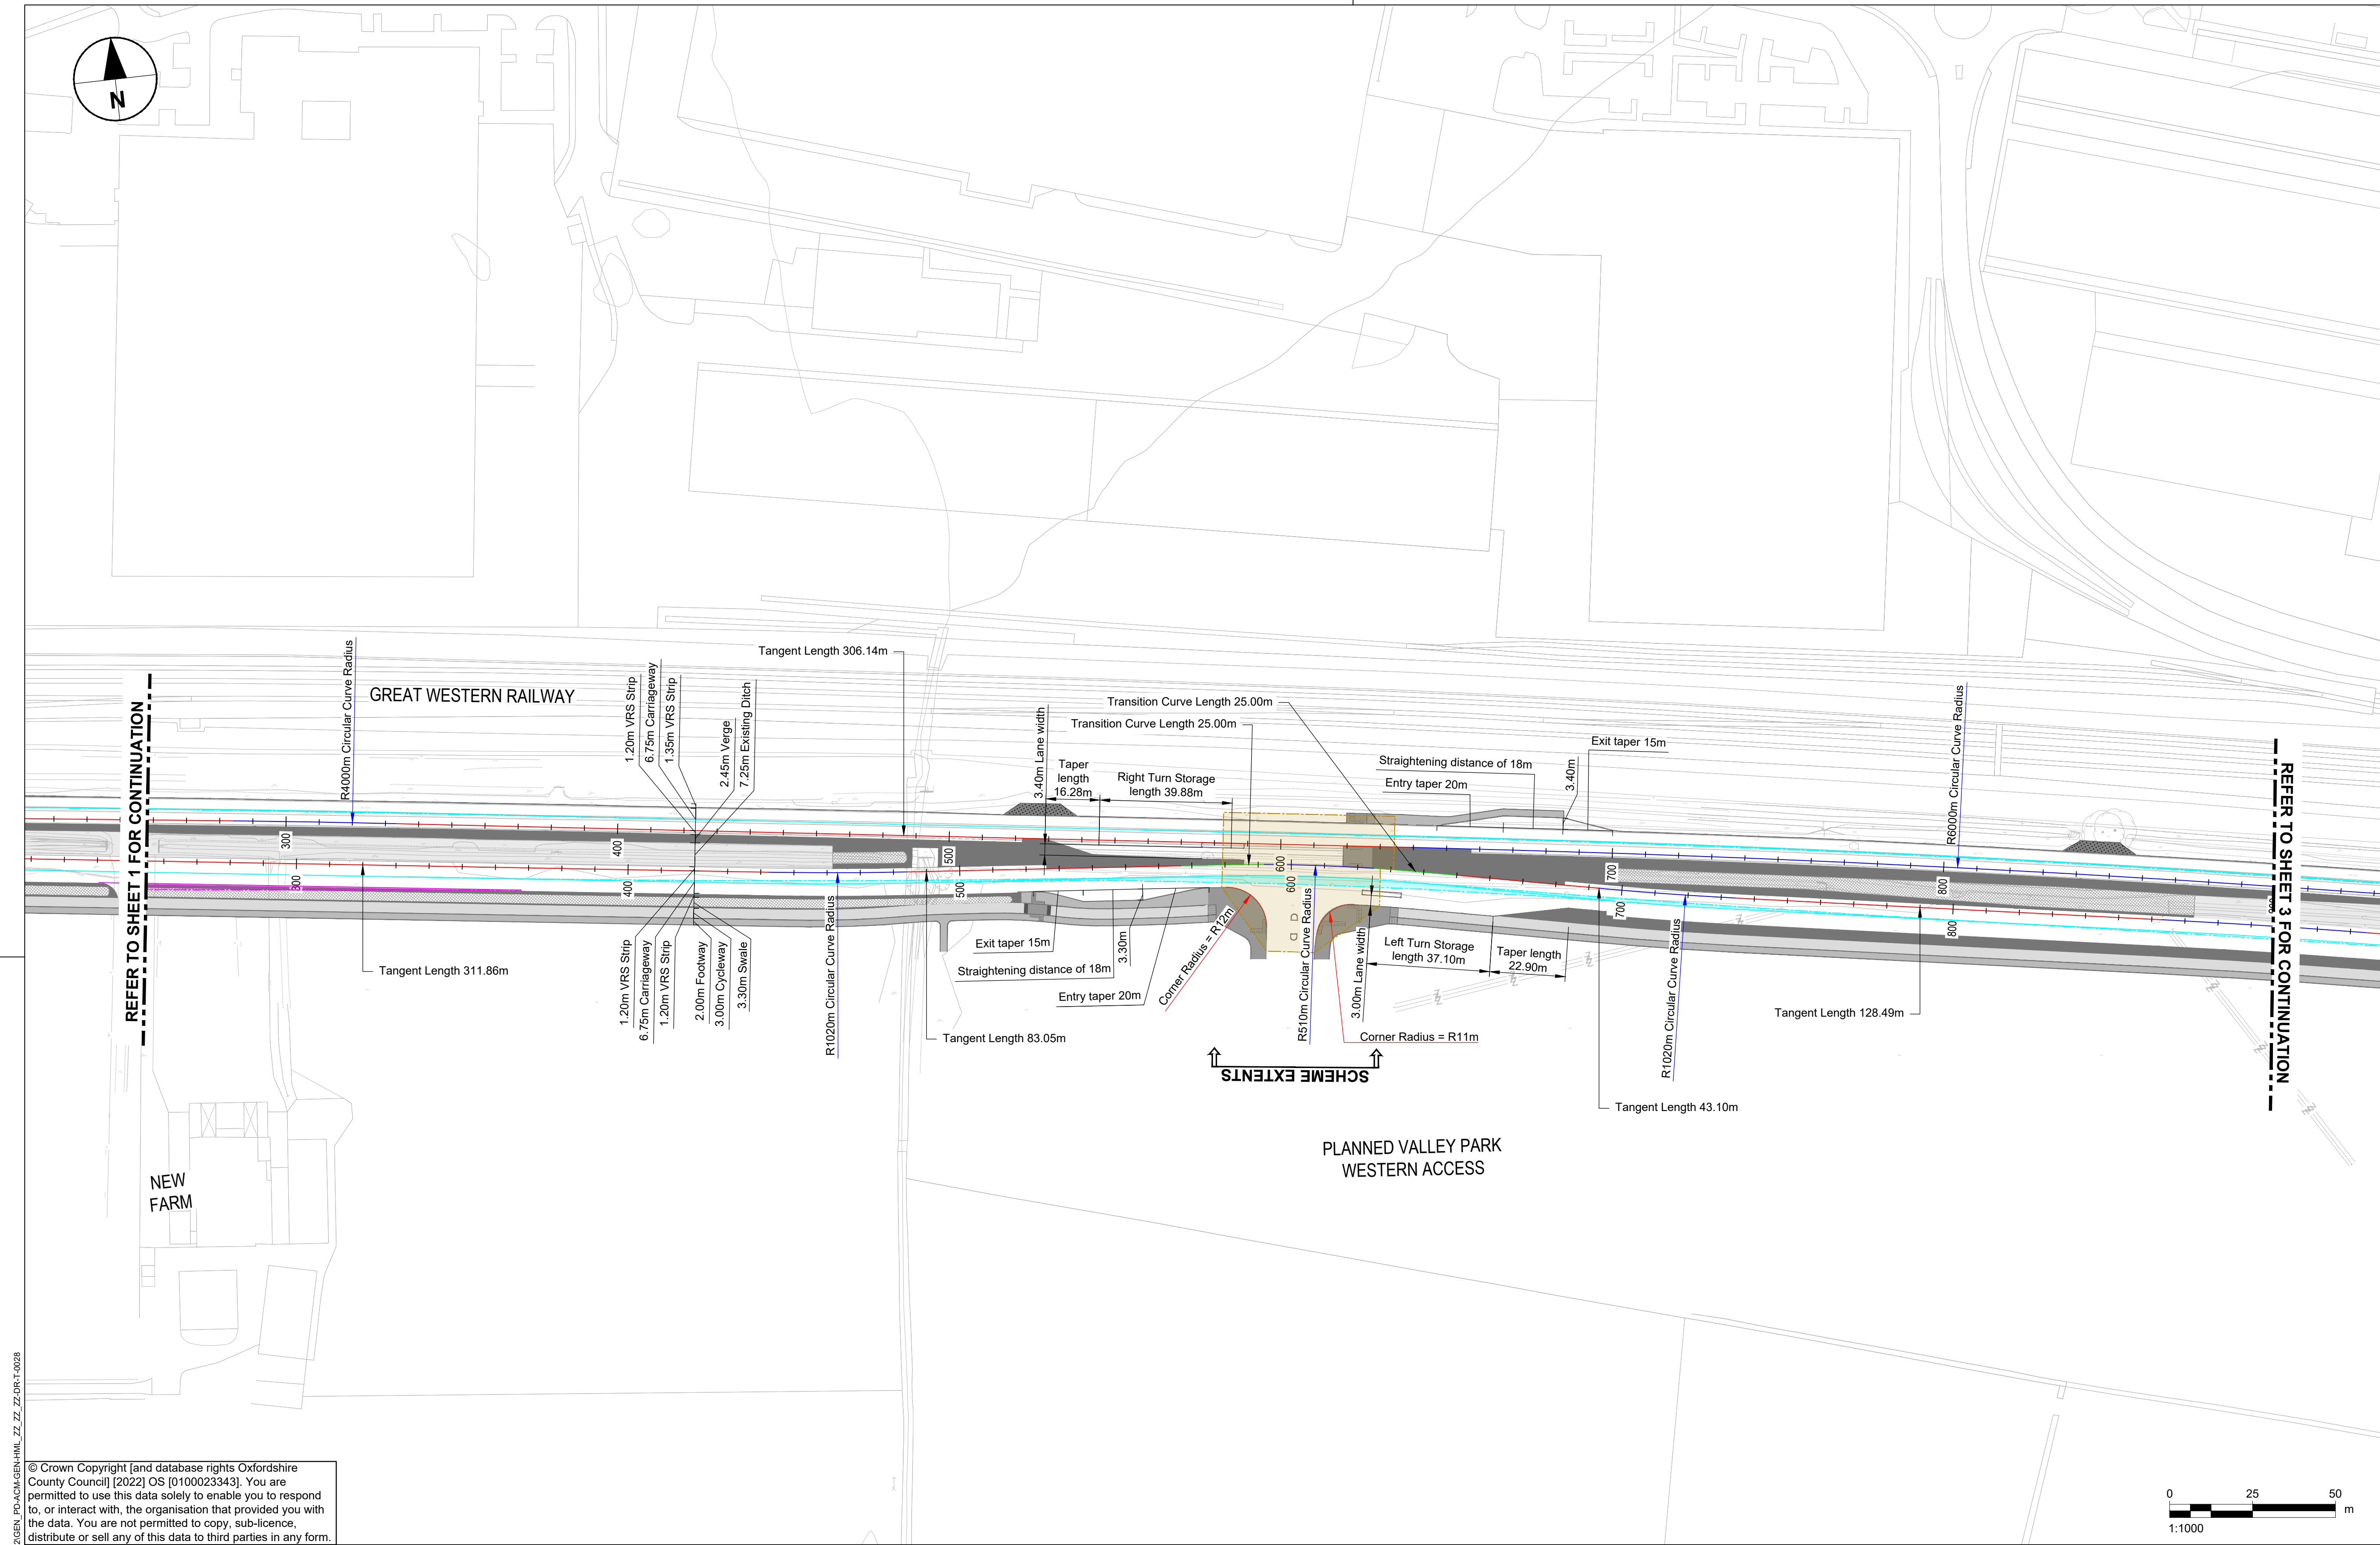 N
Tangent Length 306.14m
R4000m Circular Curve Radius
GREAT WESTERN RAILWAY
REFER TO SHEET 1 FOR CONTINUATION
1.20m VRS Strip
6.75m Carriageway
1.35m VRS Strip
2.45m Verge
7.25m Existing Ditch
3.40m Lane width
Taper
length
16.28m
Right Turn Storage
length 39.88m
Transition Curve Length 25.00m
Transition Curve Length 25.00m
Straightening distance of 18m
Entry taper 20m
3.40m
Exit taper 15m
R6000m Circular Curve Radius
REFER TO SHEET 3 FOR CONTINUATION
300
400
500
600
700
800
300
400
500
600
700
800
D
D
Tangent Length 311.86m
1.20m VRS Strip
6.75m Carriageway
1.20m VRS Strip
2.00m Footway
3.00m Cycleway
3.30m Swale
R1020m Circular Curve Radius
Exit taper 15m
Straightening distance of 18m
3.30m
Entry taper 20m
Tangent Length 83.05m
Corner Radius = R12m
R510m Circular Curve Radius
3.00m Lane width
Corner Radius = R11m
Left Turn Storage
length 37.10m
Taper length
22.90m
R1020m Circular Curve Radius
Tangent Length 128.49m
Tangent Length 43.10m
SCHEME EXTENTS
PLANNED VALLEY PARK
WESTERN ACCESS
NEW
FARM
© Crown Copyright [and database rights Oxfordshire
County Council] [2022] OS [0100023343]. You are
permitted to use this data solely to enable you to respond
to, or interact with, the organisation that provided you with
the data. You are not permitted to copy, sub-licence,
distribute or sell any of this data to third parties in any form.
0 25 50
m
1:1000